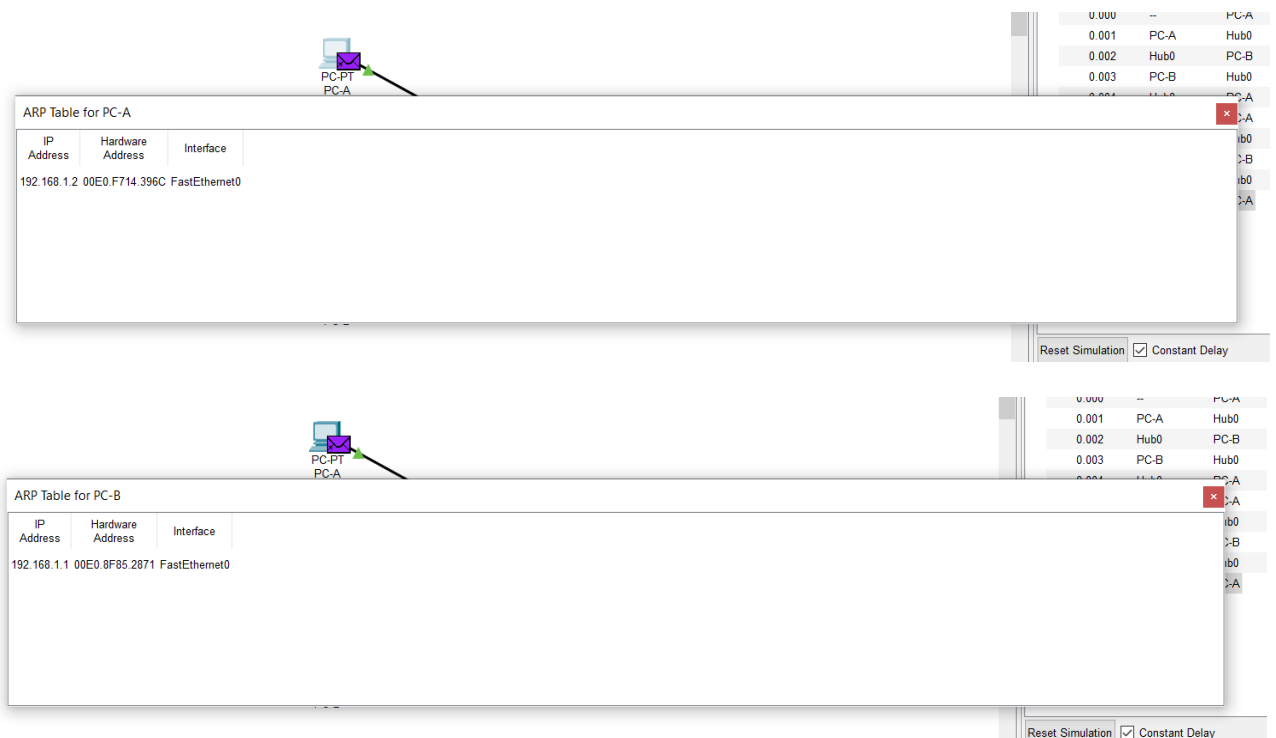 0.000 -- PC-A
0.001 PC-A Hub0
0.002 Hub0 PC-B
0.003 PC-B Hub0
PC-PT
PC-A
ARP Table for PC-A
IP Address Hardware Address Interface
192.168.1.2 00E0.F714.396C FastEthernet0
Reset Simulation Constant Delay
0.000 -- PC-A
0.001 PC-A Hub0
0.002 Hub0 PC-B
0.003 PC-B Hub0
PC-PT
PC-A
ARP Table for PC-B
IP Address Hardware Address Interface
192.168.1.1 00E0.8F85.2871 FastEthernet0
Reset Simulation Constant Delay